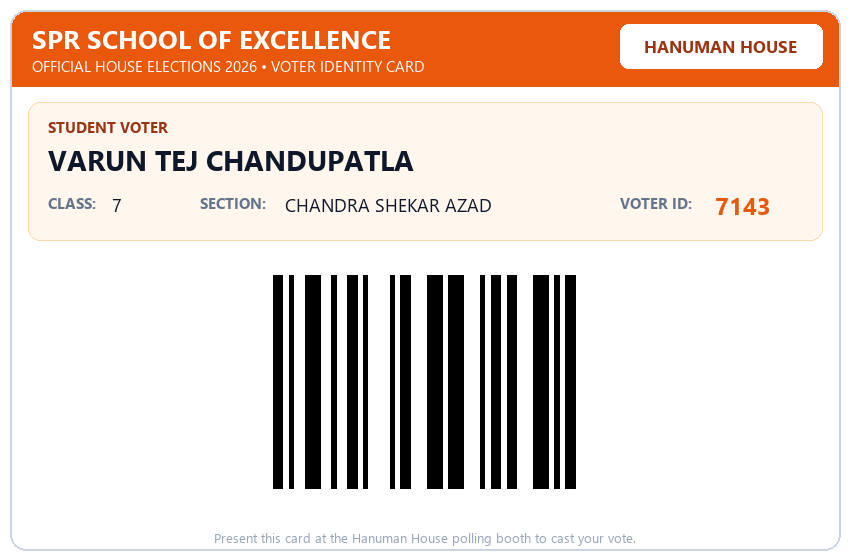 SPR SCHOOL OF EXCELLENCE
OFFICIAL HOUSE ELECTIONS 2026 • VOTER IDENTITY CARD
HANUMAN HOUSE
STUDENT VOTER
VARUN TEJ CHANDUPATLA
CLASS: 7 SECTION: CHANDRA SHEKAR AZAD VOTER ID: 7143
Present this card at the Hanuman House polling booth to cast your vote.